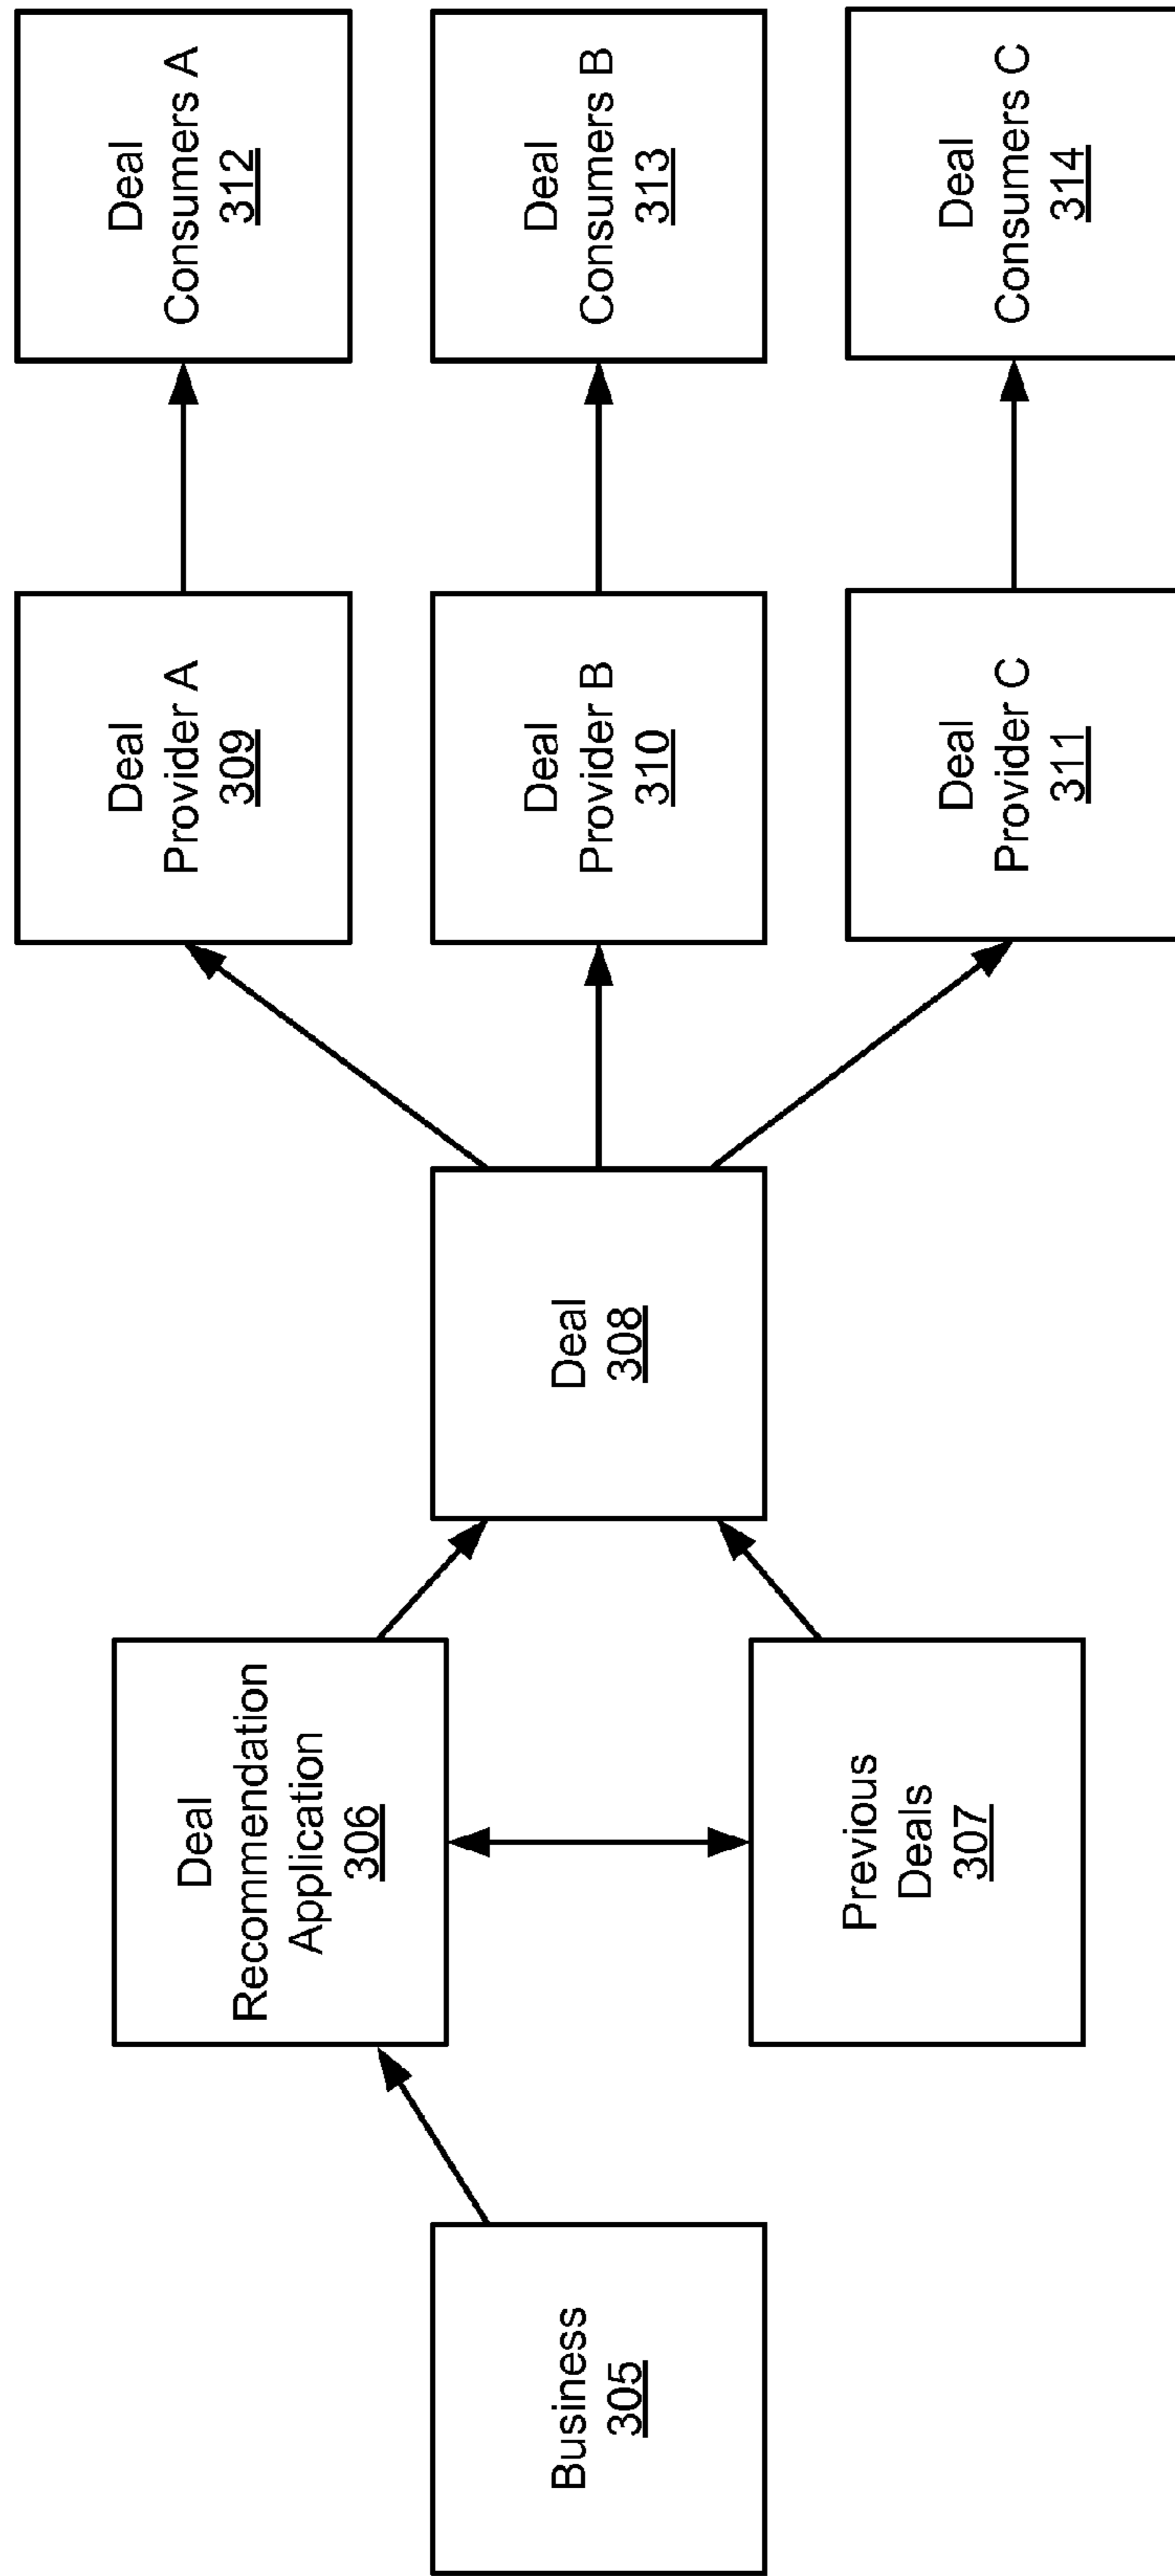 Business
305
Deal
Recommendation
Application
306
Previous
Deals
307
Deal
308
Deal
Provider A
309
Deal
Provider B
310
Deal
Provider C
311
Deal
Consumers A
312
Deal
Consumers B
313
Deal
Consumers C
314